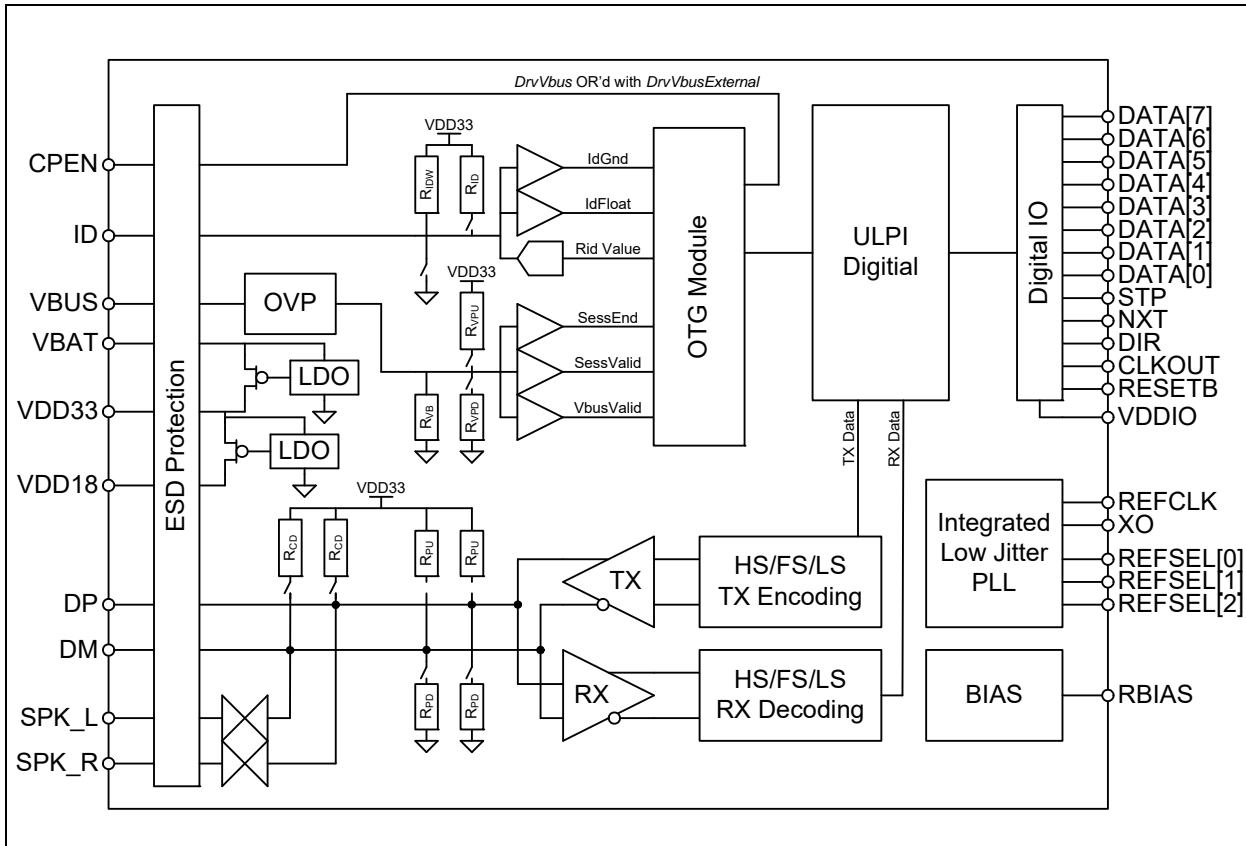 DrvVbus OR'd with DrvVbusExternal
CPEN
ID
VBUS
VBAT
VDD33
VDD18
DP
DM
SPK_L
SPK_R
ESD Protection
OVP
LDO
LDO
VDD33
RIDW
RID
IdGnd
IdFloat
Rid Value
VDD33
RVPU
RVB
RVPD
SessEnd
SessValid
VbusValid
OTG Module
ULPI
Digitial
TX Data
RX Data
Digital IO
DATA[7]
DATA[6]
DATA[5]
DATA[4]
DATA[3]
DATA[2]
DATA[1]
DATA[0]
STP
NXT
DIR
CLKOUT
RESETB
VDDIO
VDD33
RCD
RCD
RPU
RPU
RPD
RPD
TX
HS/FS/LS
TX Encoding
RX
HS/FS/LS
RX Decoding
Integrated
Low Jitter
PLL
REFCLK
XO
REFSEL[0]
REFSEL[1]
REFSEL[2]
BIAS
RBIAS